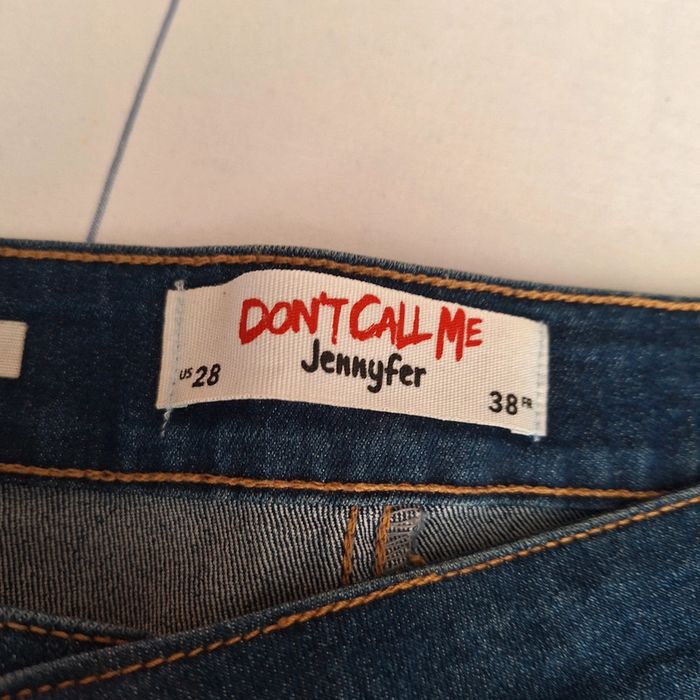 DON'T CALL ME
Jennyfer
US 28
38 FR